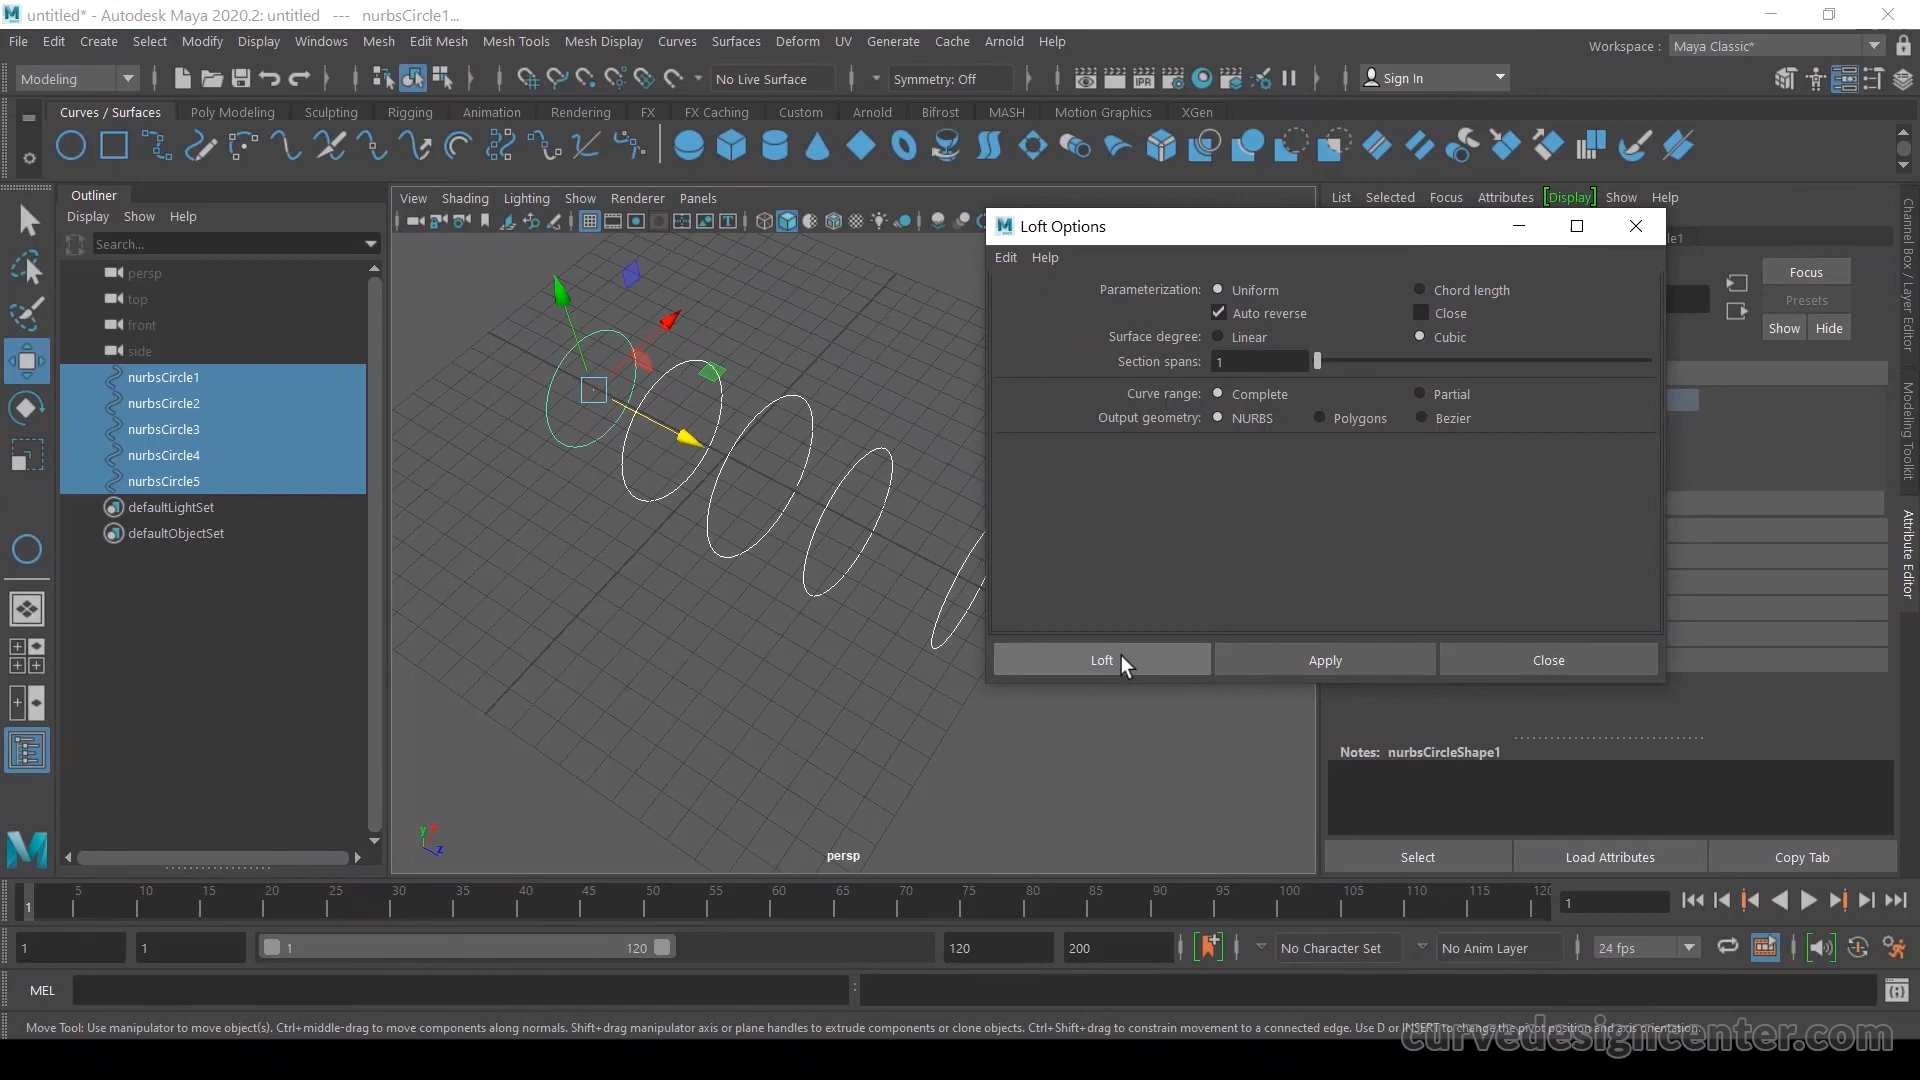 untitled* - Autodesk Maya 2020.2: untitled --- nurbsCircle1...
File Edit Create Select Modify Display Windows Mesh Edit Mesh Mesh Tools Mesh Display Curves Surfaces Deform UV Generate Cache Arnold Help
Workspace : Maya Classic*
Modeling No Live Surface Symmetry: Off IPR Sign In
Curves / Surfaces Poly Modeling Sculpting Rigging Animation Rendering FX FX Caching Custom Arnold Bifrost MASH Motion Graphics XGen
Outliner
Display Show Help
Search...
persp
top
front
side
nurbsCircle1
nurbsCircle2
nurbsCircle3
nurbsCircle4
nurbsCircle5
defaultLightSet
defaultObjectSet
View Shading Lighting Show Renderer Panels
y z
persp
Loft Options
Edit Help
Parameterization: Uniform Chord length
Auto reverse Close
Surface degree: Linear Cubic
Section spans: 1
Curve range: Complete Partial
Output geometry: NURBS Polygons Bezier
Loft Apply Close
List Selected Focus Attributes [Display] Show Help
le1
Focus
Presets
Show Hide
Notes: nurbsCircleShape1
Select Load Attributes Copy Tab
Channel Box / Layer Editor
Modeling Toolkit
Attribute Editor
1 5 10 15 20 25 30 35 40 45 50 55 60 65 70 75 80 85 90 95 100 105 110 115 120
1
1 1 1 120 120 200 No Character Set No Anim Layer 24 fps
MEL
Move Tool: Use manipulator to move object(s). Ctrl+middle-drag to move components along normals. Shift+drag manipulator axis or plane handles to extrude components or clone objects. Ctrl+Shift+drag to constrain movement to a connected edge. Use D or INSERT to change the pivot position and axis orientation.
curvedesigncenter.com